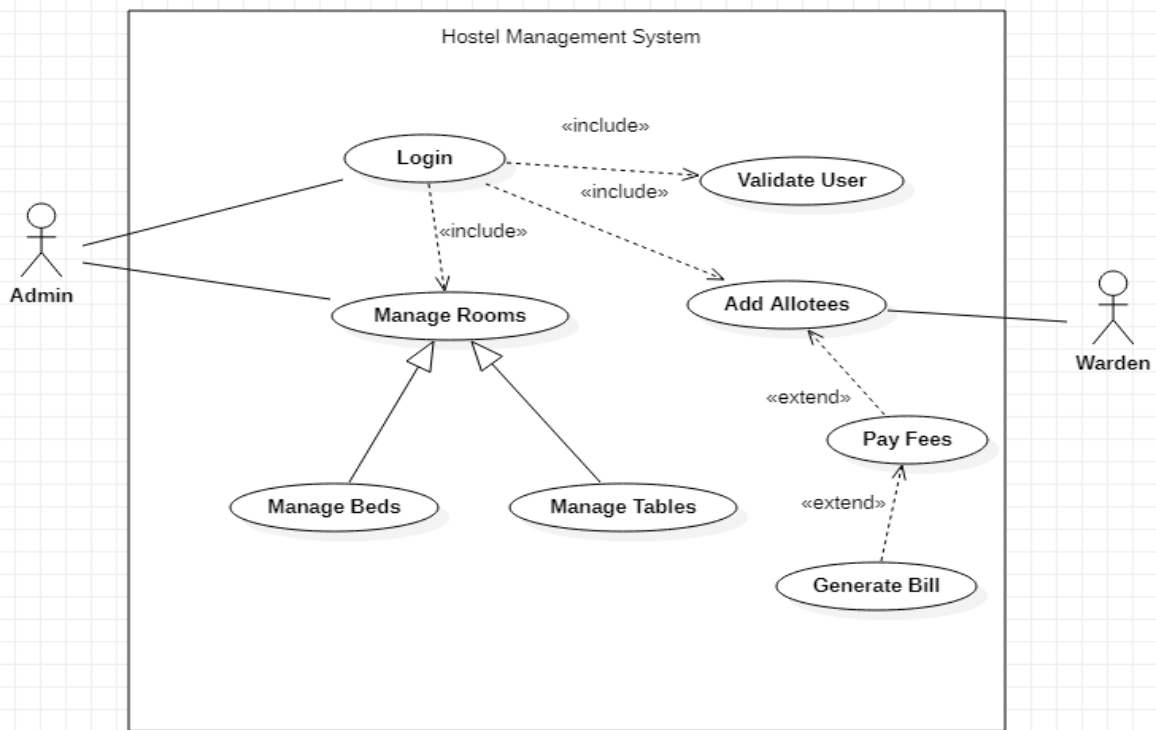 Hostel Management System
«include»
Login
Validate User
«include»
«include»
Admin
Manage Rooms
Add Allotees
Warden
«extend»
Pay Fees
Manage Beds
Manage Tables
«extend»
Generate Bill